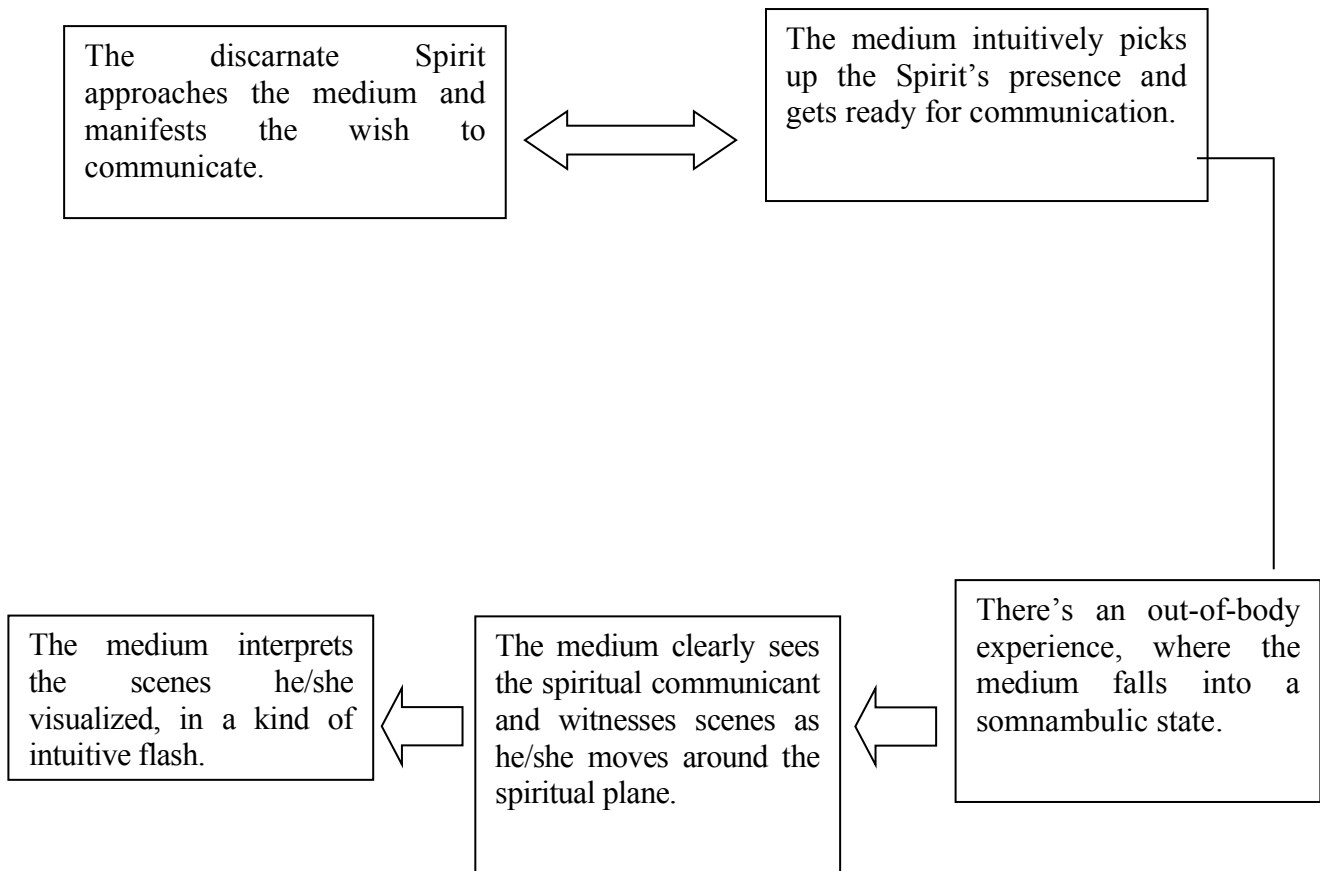 The discarnate Spirit
approaches the medium and
manifests the wish to
communicate.
The medium intuitively picks
up the Spirit’s presence and
gets ready for communication.
There’s an out-of-body
experience, where the
medium falls into a
somnambulic state.
The medium clearly sees
the spiritual communicant
and witnesses scenes as
he/she moves around the
spiritual plane.
The medium interprets
the scenes he/she
visualized, in a kind of
intuitive flash.